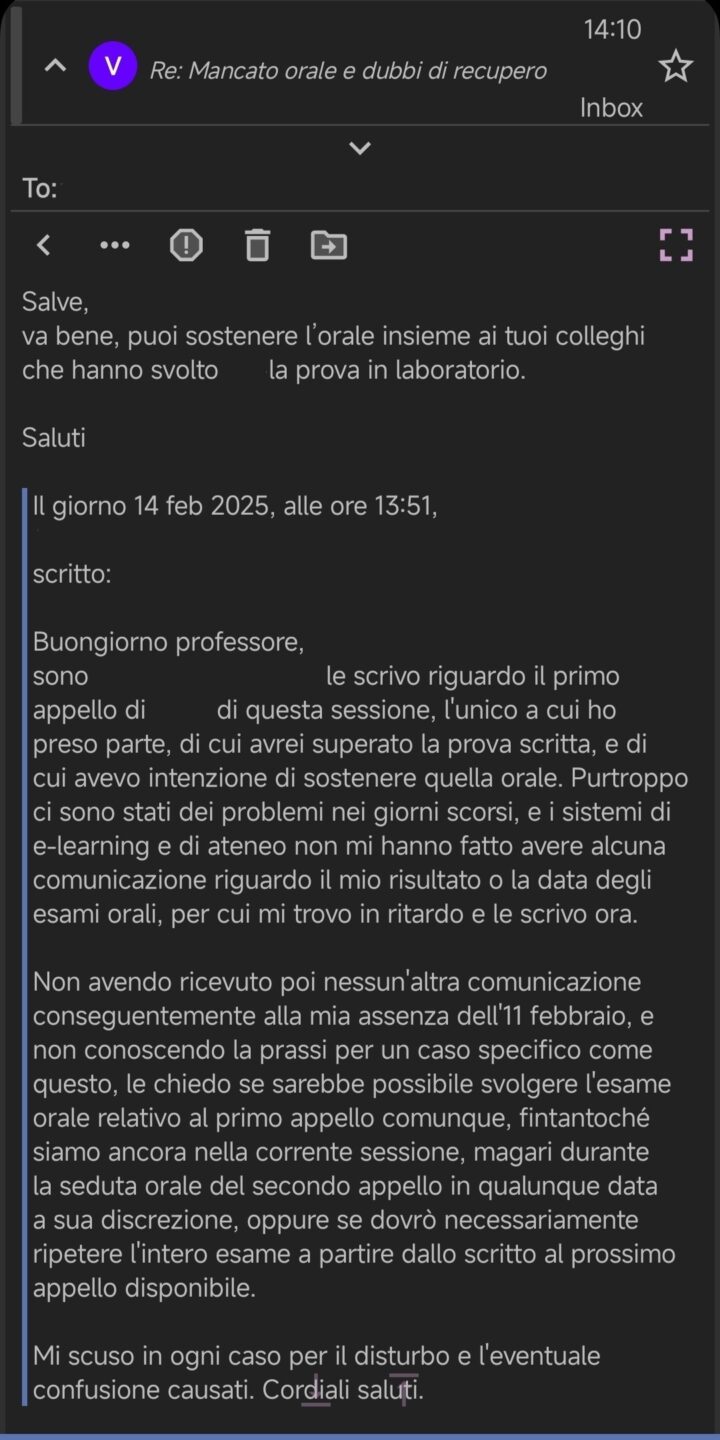 14:10
V Re: Mancato orale e dubbi di recupero
Inbox
To:
Salve,
va bene, puoi sostenere l’orale insieme ai tuoi colleghi
che hanno svolto la prova in laboratorio.
Saluti
Il giorno 14 feb 2025, alle ore 13:51,
scritto:
Buongiorno professore,
sono le scrivo riguardo il primo
appello di di questa sessione, l'unico a cui ho
preso parte, di cui avrei superato la prova scritta, e di
cui avevo intenzione di sostenere quella orale. Purtroppo
ci sono stati dei problemi nei giorni scorsi, e i sistemi di
e-learning e di ateneo non mi hanno fatto avere alcuna
comunicazione riguardo il mio risultato o la data degli
esami orali, per cui mi trovo in ritardo e le scrivo ora.
Non avendo ricevuto poi nessun'altra comunicazione
conseguentemente alla mia assenza dell'11 febbraio, e
non conoscendo la prassi per un caso specifico come
questo, le chiedo se sarebbe possibile svolgere l'esame
orale relativo al primo appello comunque, fintantoché
siamo ancora nella corrente sessione, magari durante
la seduta orale del secondo appello in qualunque data
a sua discrezione, oppure se dovrò necessariamente
ripetere l'intero esame a partire dallo scritto al prossimo
appello disponibile.
Mi scuso in ogni caso per il disturbo e l'eventuale
confusione causati. Cordiali saluti.